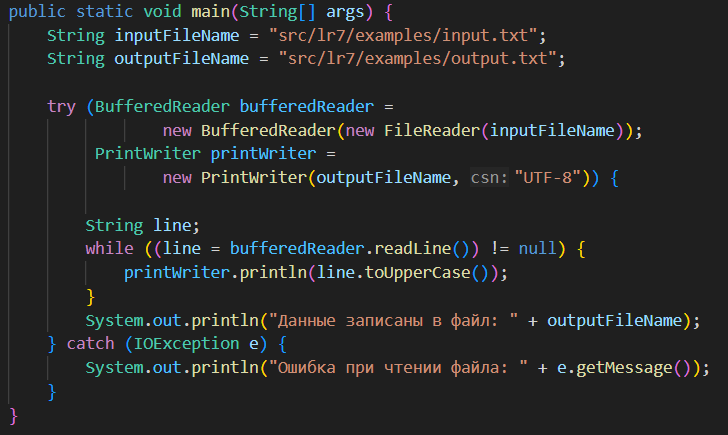 public static void main(String[] args) {
String inputFileName = "src/lr7/examples/input.txt";
String outputFileName = "src/lr7/examples/output.txt";
try (BufferedReader bufferedReader =
new BufferedReader(new FileReader(inputFileName));
PrintWriter printWriter =
new PrintWriter(outputFileName, csn: "UTF-8")) {
String line;
while ((line = bufferedReader.readLine()) != null) {
printWriter.println(line.toUpperCase());
}
System.out.println("Данные записаны в файл: " + outputFileName);
} catch (IOException e) {
System.out.println("Ошибка при чтении файла: " + e.getMessage());
}
}